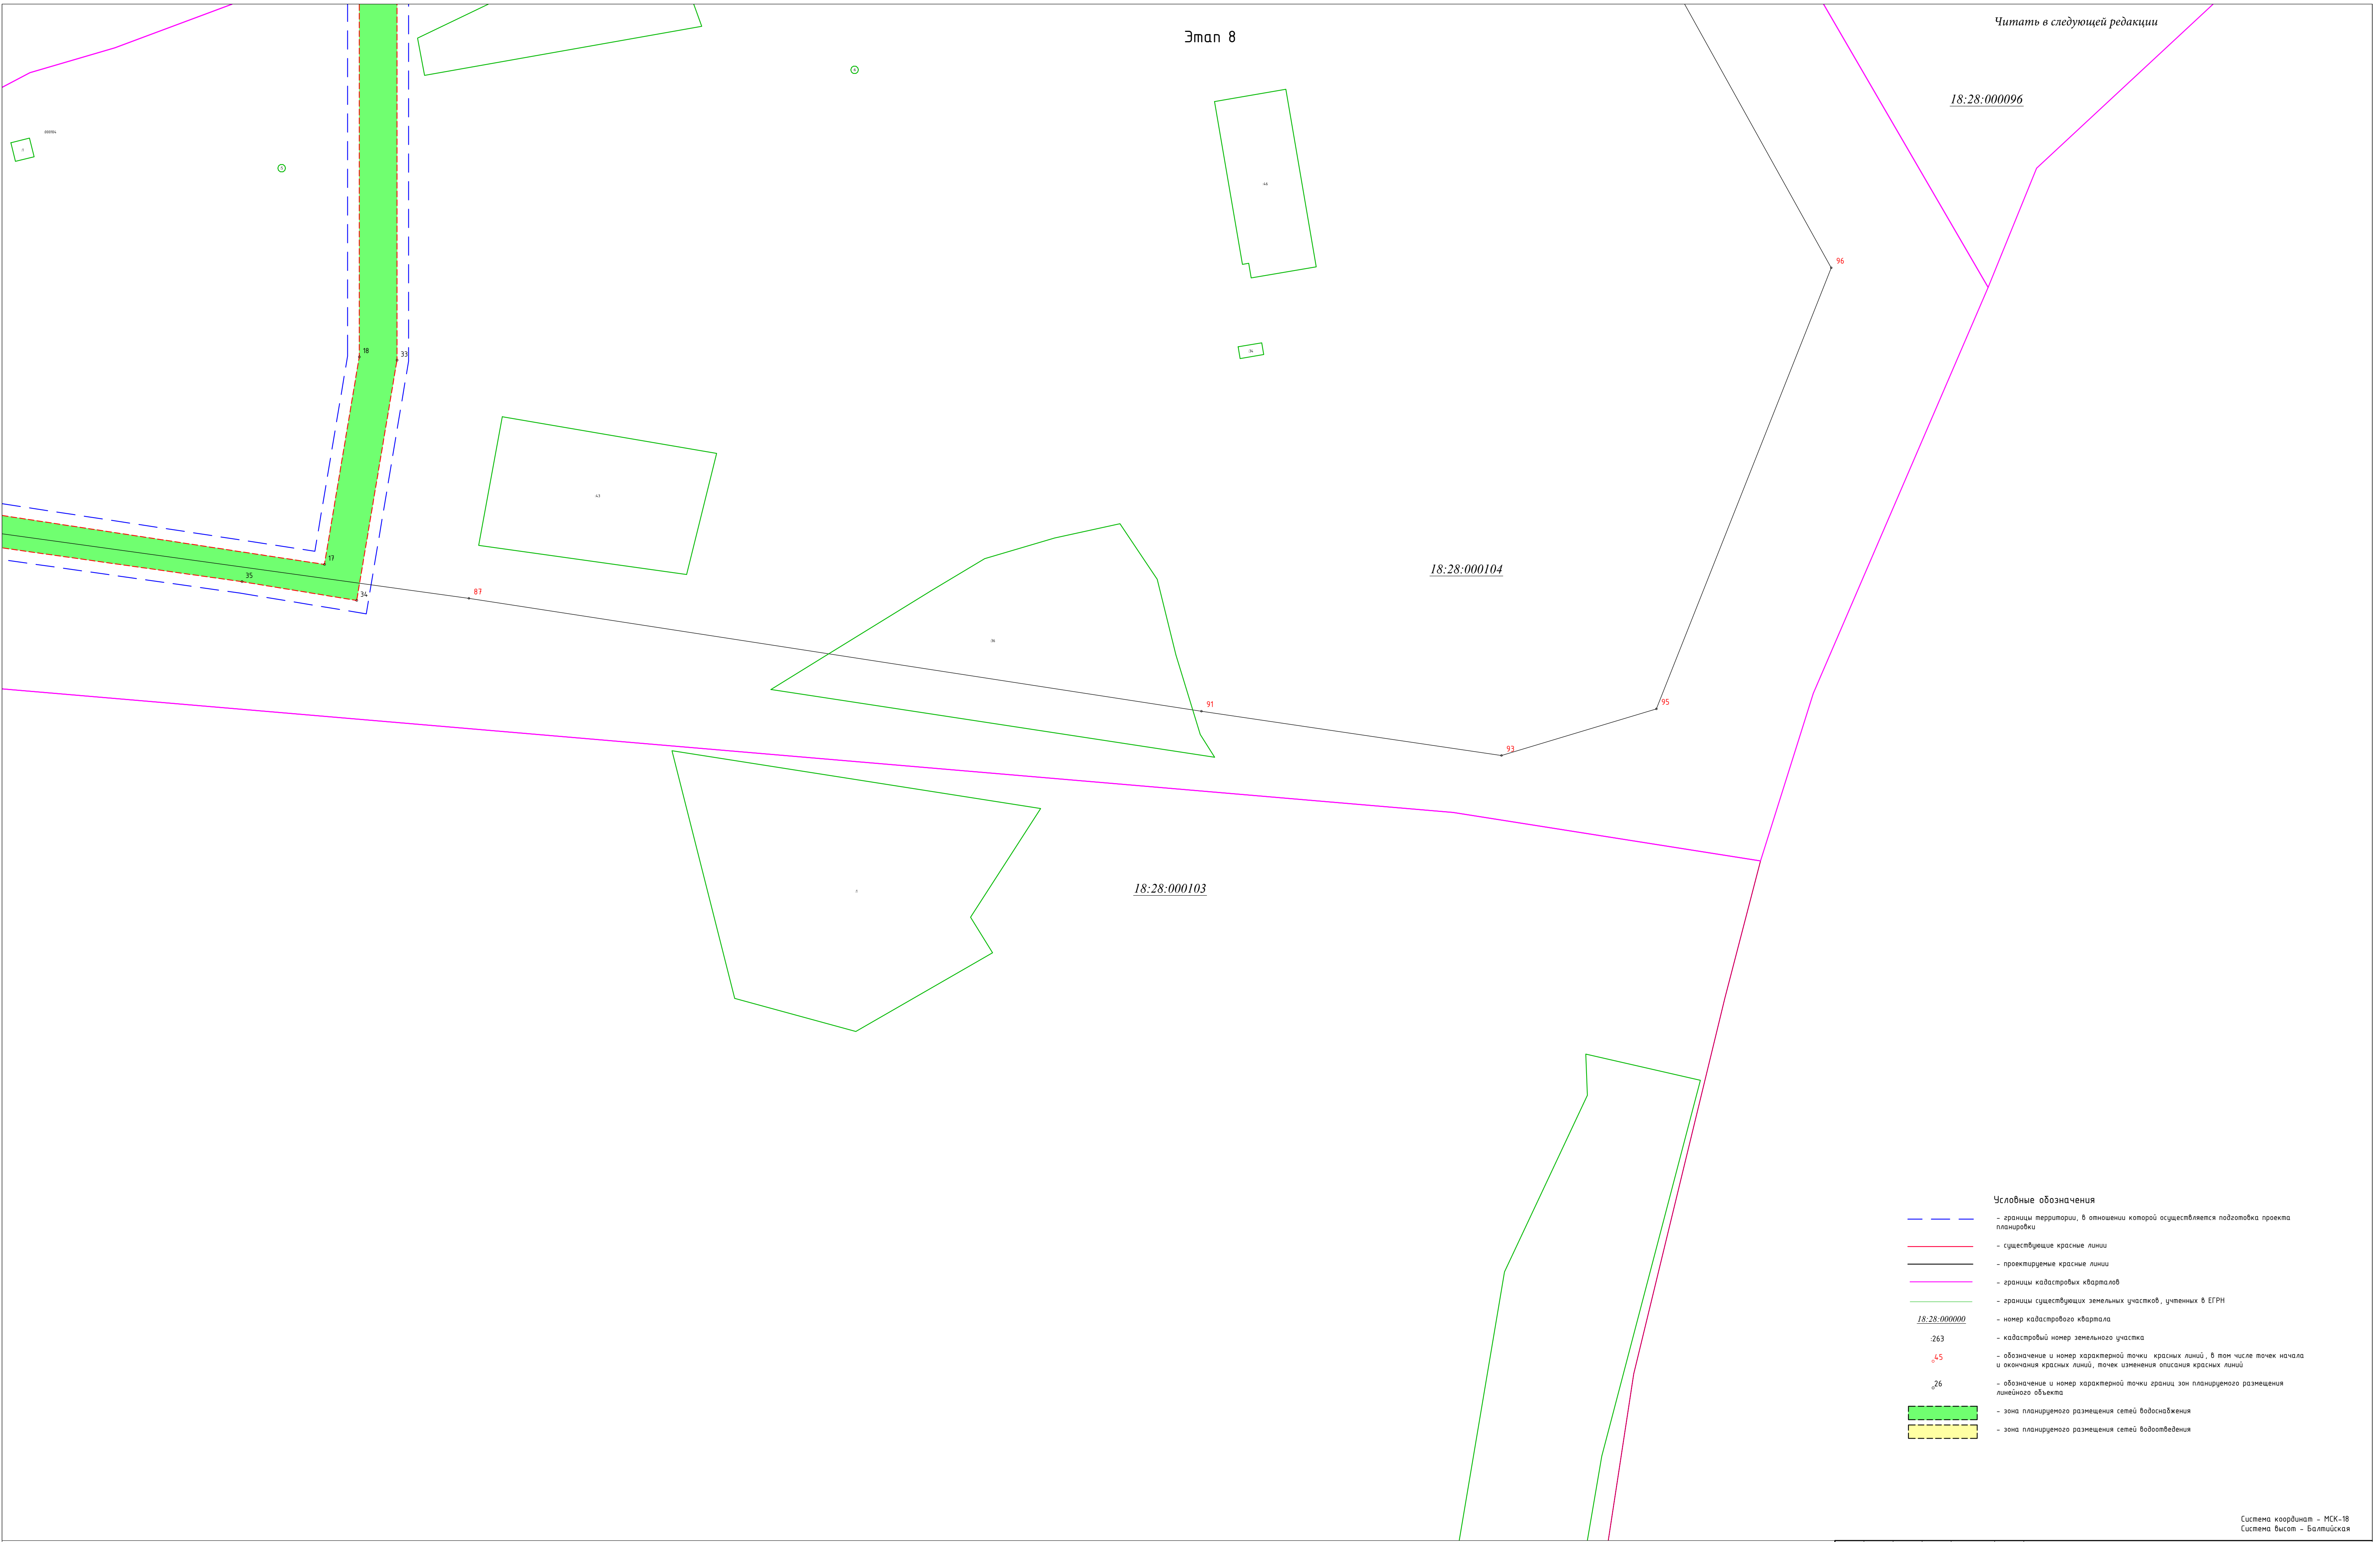 Читать в следующей редакции
Этап 8
18:28:000096
:44
96
18
33
:34
:43
18:28:000104
17
35
34
87
:36
91
95
93
18:28:000103
Условные обозначения
- границы территории, в отношении которой осуществляется подготовка проекта
планировки
- существующие красные линии
- проектируемые красные линии
- границы кадастровых кварталов
- границы существующих земельных участков, учтенных в ЕГРН
18:28:000000 - номер кадастрового квартала
:263 - кадастровый номер земельного участка
45 - обозначение и номер характерной точки красных линий, в том числе точек начала
и окончания красных линий, точек изменения описания красных линий
26 - обозначение и номер характерной точки границ зон планируемого размещения
линейного объекта
- зона планируемого размещения сетей водоснабжения
- зона планируемого размещения сетей водоотведения
Система координат - МСК-18
Система высот - Балтийская